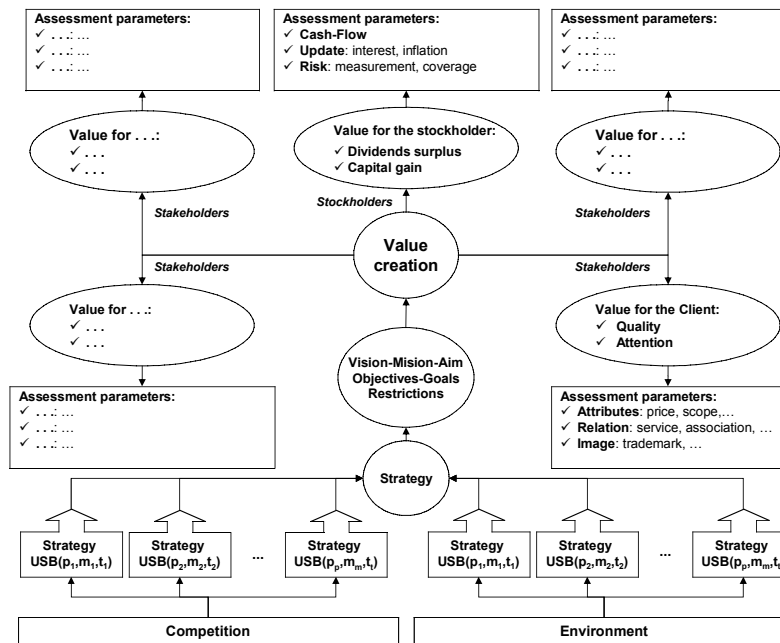 Assessment parameters:
✓ . . .: ...
✓ . . .: ...
✓ . . .: ...
Assessment parameters:
✓ Cash-Flow
✓ Update: interest, inflation
✓ Risk: measurement, coverage
Assessment parameters:
✓ . . .: ...
✓ . . .: ...
✓ . . .: ...
Value for . . .:
✓ . . .
✓ . . .
Value for the stockholder:
✓ Dividends surplus
✓ Capital gain
Value for . . .:
✓ . . .
✓ . . .
Stakeholders
Stockholders
Stakeholders
Value
creation
Stakeholders
Stakeholders
Value for . . .:
✓ . . .
✓ . . .
Value for the Client:
✓ Quality
✓ Attention
Vision-Mision-Aim
Objectives-Goals
Restrictions
Assessment parameters:
✓ . . .: ...
✓ . . .: ...
✓ . . .: ...
Assessment parameters:
✓ Attributes: price, scope,...
✓ Relation: service, association, ...
✓ Image: trademark, ...
Strategy
Strategy
USB(p₁,m₁,t₁)
Strategy
USB(p₂,m₂,t₂)
...
Strategy
USB(pₚ,mₘ,tₜ)
Strategy
USB(p₁,m₁,t₁)
Strategy
USB(p₂,m₂,t₂)
...
Strategy
USB(pₚ,mₘ,tₜ)
Competition
Environment